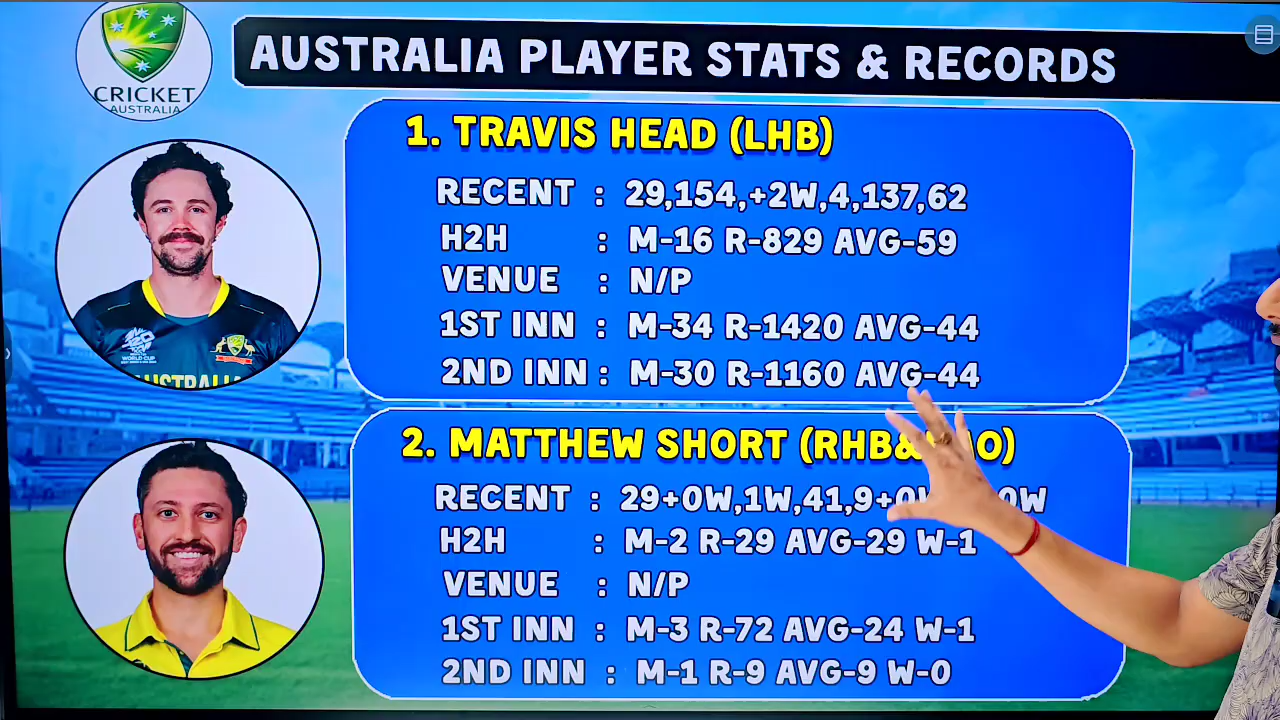 CRICKET
AUSTRALIA
AUSTRALIA PLAYER STATS & RECORDS
1. TRAVIS HEAD (LHB)
RECENT : 29,154,+2W,4,137,62
H2H : M-16 R-829 AVG-59
VENUE : N/P
1ST INN : M-34 R-1420 AVG-44
2ND INN : M-30 R-1160 AVG-44
2. MATTHEW SHORT (RHB&
RECENT : 29+0W,1W,41,9+0
H2H : M-2 R-29 AVG-29 W-1
VENUE : N/P
1ST INN : M-3 R-72 AVG-24 W-1
2ND INN : M-1 R-9 AVG-9 W-0